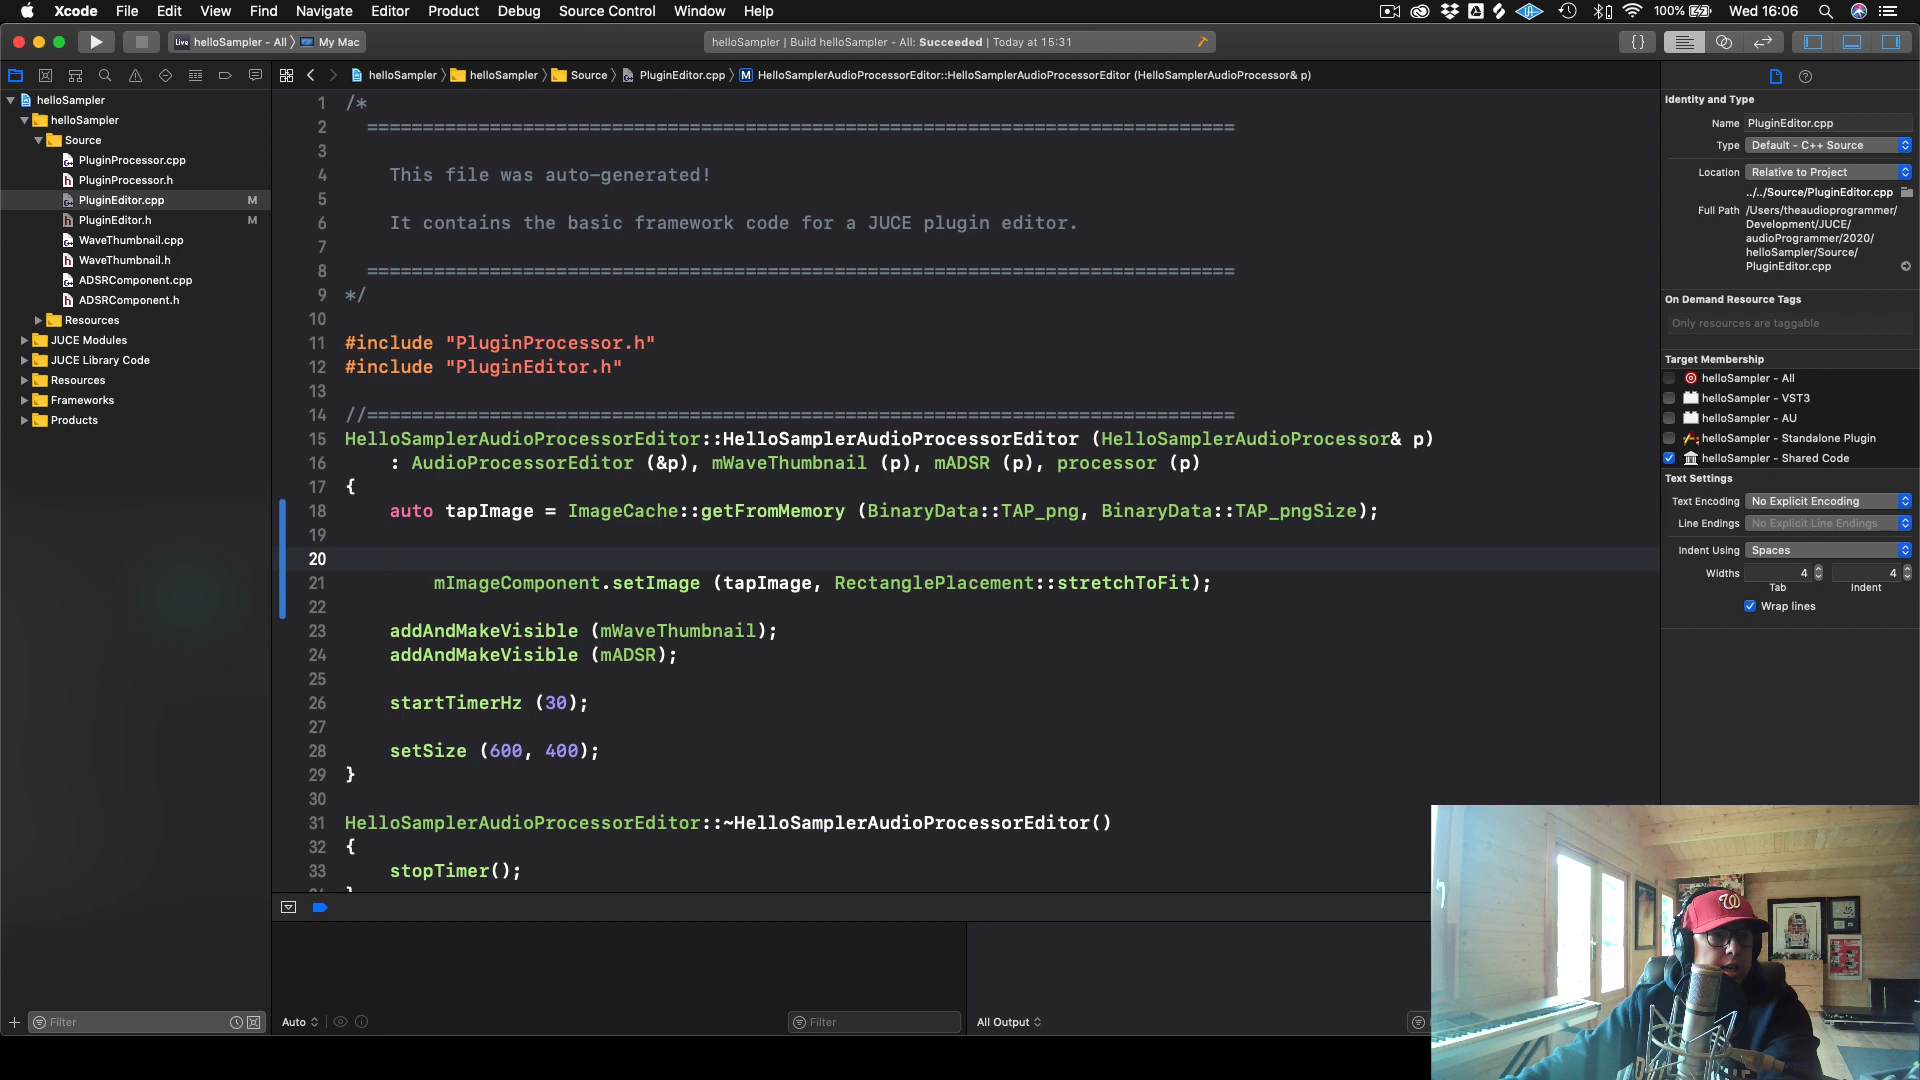 Xcode File Edit View Find Navigate Editor Product Debug Source Control Window Help
100% Wed 16:06
helloSampler - All My Mac
helloSampler | Build helloSampler - All: Succeeded | Today at 15:31
helloSampler helloSampler Source PluginEditor.cpp M HelloSamplerAudioProcessorEditor::HelloSamplerAudioProcessorEditor (HelloSamplerAudioProcessor& p)
helloSampler
helloSampler
Source
PluginProcessor.cpp
PluginProcessor.h
PluginEditor.cpp M
PluginEditor.h M
WaveThumbnail.cpp
WaveThumbnail.h
ADSRComponent.cpp
ADSRComponent.h
Resources
JUCE Modules
JUCE Library Code
Resources
Frameworks
Products
Filter
1 /*
2 ==============================================================================
3
4 This file was auto-generated!
5
6 It contains the basic framework code for a JUCE plugin editor.
7
8 ==============================================================================
9 */
10
11 #include "PluginProcessor.h"
12 #include "PluginEditor.h"
13
14 //==============================================================================
15 HelloSamplerAudioProcessorEditor::HelloSamplerAudioProcessorEditor (HelloSamplerAudioProcessor& p)
16 : AudioProcessorEditor (&p), mWaveThumbnail (p), mADSR (p), processor (p)
17 {
18 auto tapImage = ImageCache::getFromMemory (BinaryData::TAP_png, BinaryData::TAP_pngSize);
19
20
21 mImageComponent.setImage (tapImage, RectanglePlacement::stretchToFit);
22
23 addAndMakeVisible (mWaveThumbnail);
24 addAndMakeVisible (mADSR);
25
26 startTimerHz (30);
27
28 setSize (600, 400);
29 }
30
31 HelloSamplerAudioProcessorEditor::~HelloSamplerAudioProcessorEditor()
32 {
33 stopTimer();
Auto
Filter
All Output
Identity and Type
Name PluginEditor.cpp
Type Default - C++ Source
Location Relative to Project
../../Source/PluginEditor.cpp
Full Path /Users/theaudioprogrammer/
Development/JUCE/
audioProgrammer/2020/
helloSampler/Source/
PluginEditor.cpp
On Demand Resource Tags
Only resources are taggable
Target Membership
helloSampler - All
helloSampler - VST3
helloSampler - AU
helloSampler - Standalone Plugin
helloSampler - Shared Code
Text Settings
Text Encoding No Explicit Encoding
Line Endings No Explicit Line Endings
Indent Using Spaces
Widths 4 4
Tab Indent
Wrap lines
W